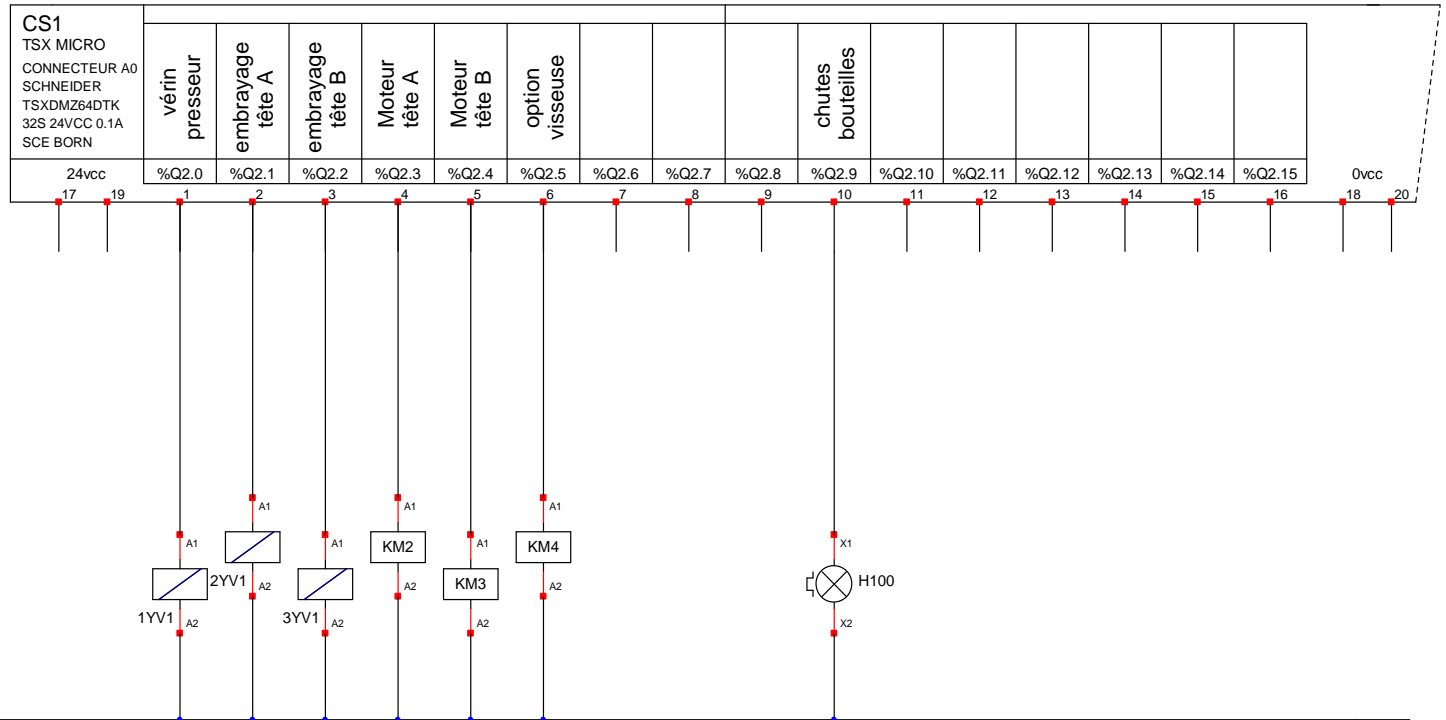 CS1
TSX MICRO
CONNECTEUR A0
SCHNEIDER
TSXDMZ64DTK
32S 24VCC 0.1A
SCE BORN
vérin
presseur
embrayage
tête A
embrayage
tête B
Moteur
tête A
Moteur
tête B
option
visseuse
chutes
bouteilles
24vcc %Q2.0 %Q2.1 %Q2.2 %Q2.3 %Q2.4 %Q2.5 %Q2.6 %Q2.7 %Q2.8 %Q2.9 %Q2.10 %Q2.11 %Q2.12 %Q2.13 %Q2.14 %Q2.15 0vcc
17 19 1 2 3 4 5 6 7 8 9 10 11 12 13 14 15 16 18 20
A1 A1 A1
A1 A1 A1 X1
KM2 KM4
2YV1 A2 KM3 A2 A2 H100
1YV1 A2 3YV1 A2 A2 X2